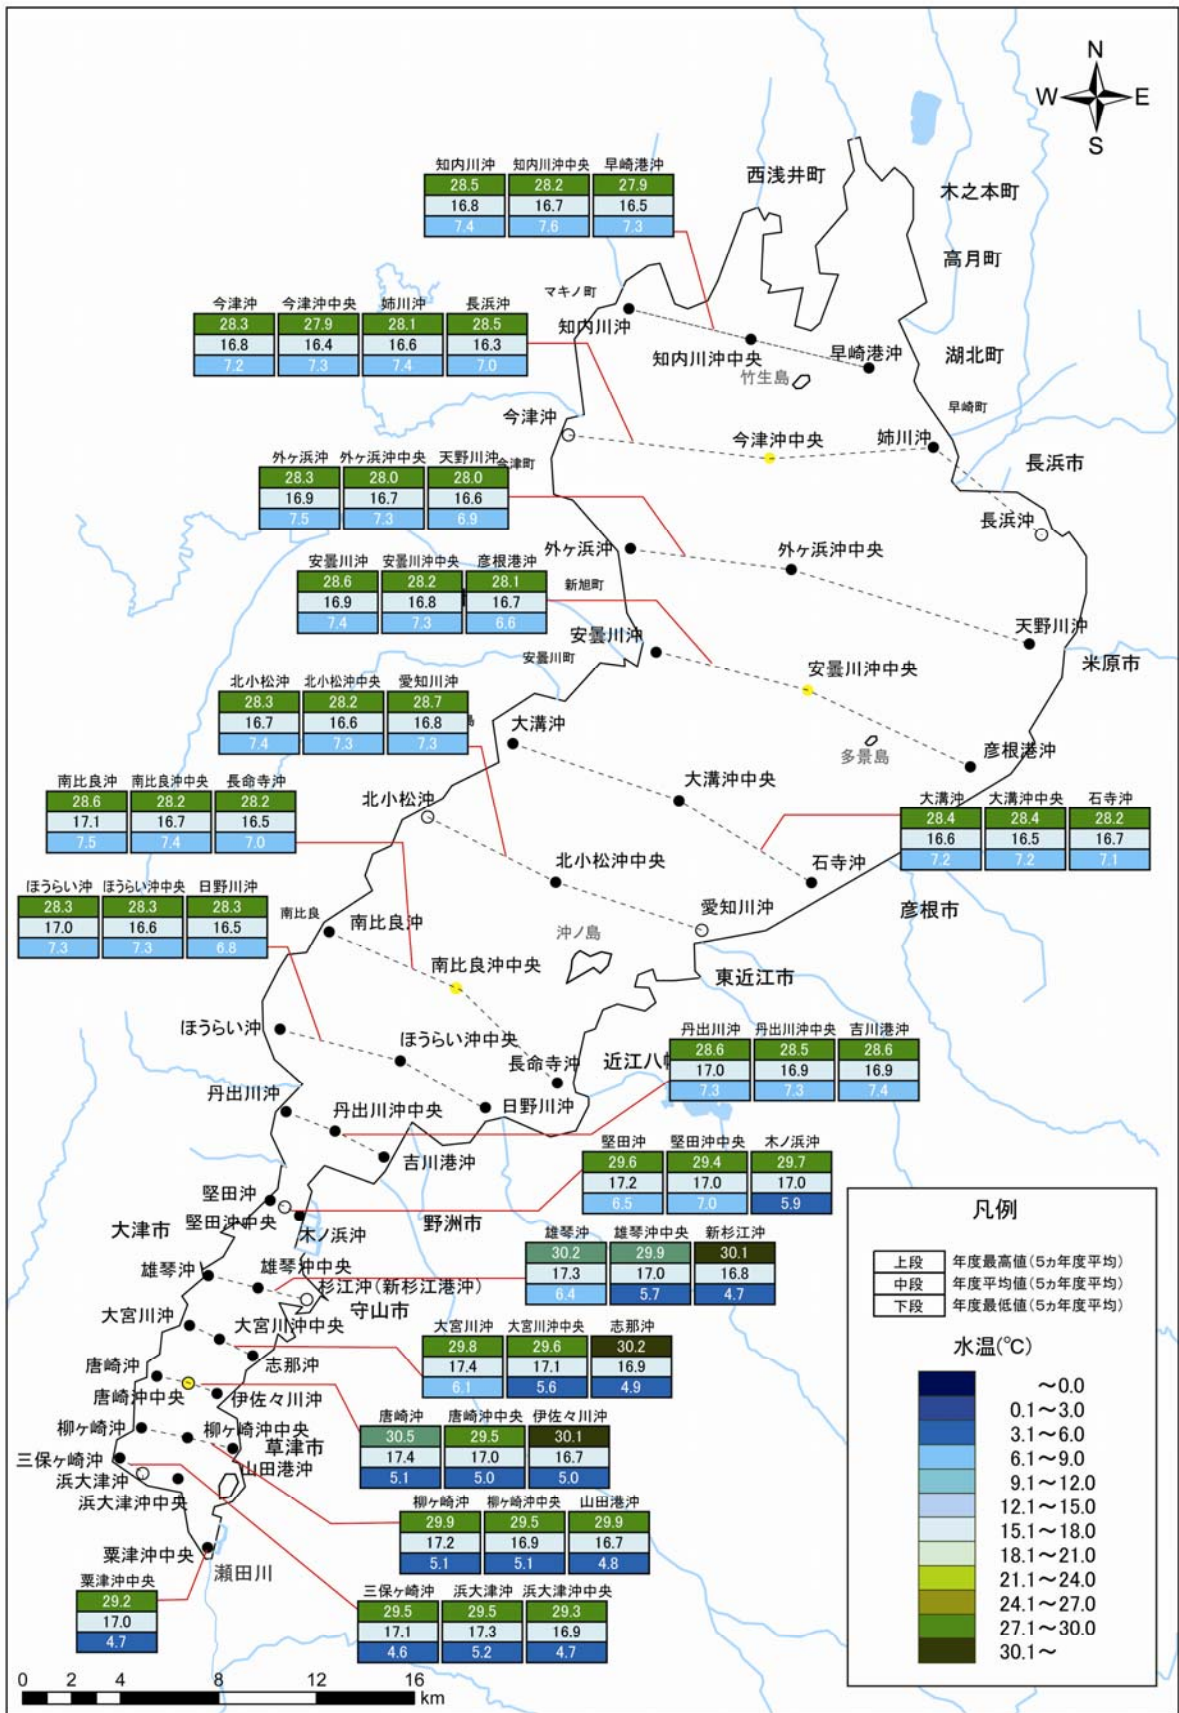 N
W E
S
西浅井町
木之本町
高月町
湖北町
早崎町
長浜市
米原市
彦根市
東近江市
近江八
野洲市
守山市
草津市
大津市
マキノ町
今津町
新旭町
安曇川町
南比良
竹生島
多景島
沖ノ島
瀬田川
知内川沖 知内川沖中央 早崎港沖
28.5 28.2 27.9
16.8 16.7 16.5
7.4 7.6 7.3
知内川沖
知内川沖中央
早崎港沖
今津沖 今津沖中央 姉川沖 長浜沖
28.3 27.9 28.1 28.5
16.8 16.4 16.6 16.3
7.2 7.3 7.4 7.0
今津沖
今津沖中央
姉川沖
長浜沖
外ヶ浜沖 外ヶ浜沖中央 天野川沖
28.3 28.0 28.0
16.9 16.7 16.6
7.5 7.3 6.9
外ヶ浜沖
外ヶ浜沖中央
天野川沖
安曇川沖 安曇川沖中央 彦根港沖
28.6 28.2 28.1
16.9 16.8 16.7
7.4 7.3 6.6
安曇川沖
安曇川沖中央
彦根港沖
大溝沖
大溝沖中央
石寺沖
大溝沖 大溝沖中央 石寺沖
28.4 28.4 28.2
16.6 16.5 16.7
7.2 7.2 7.1
北小松沖 北小松沖中央 愛知川沖
28.3 28.2 28.7
16.7 16.6 16.8
7.4 7.3 7.3
北小松沖
北小松沖中央
愛知川沖
南比良沖 南比良沖中央 長命寺沖
28.6 28.2 28.2
17.1 16.7 16.5
7.5 7.4 7.0
南比良沖
南比良沖中央
長命寺沖
ほうらい沖 ほうらい沖中央 日野川沖
28.3 28.3 28.3
17.0 16.6 16.5
7.3 7.3 6.8
ほうらい沖
ほうらい沖中央
日野川沖
丹出川沖 丹出川沖中央 吉川港沖
28.6 28.5 28.6
17.0 16.9 16.9
7.3 7.3 7.4
丹出川沖
丹出川沖中央
吉川港沖
堅田沖 堅田沖中央 木ノ浜沖
29.6 29.4 29.7
17.2 17.0 17.0
6.5 7.0 5.9
堅田沖
堅田沖中央
木ノ浜沖
雄琴沖 雄琴沖中央 新杉江沖
30.2 29.9 30.1
17.3 17.0 16.8
6.4 5.7 4.7
雄琴沖
雄琴沖中央
杉江沖(新杉江港沖)
大宮川沖 大宮川沖中央 志那沖
29.8 29.6 30.2
17.4 17.1 16.9
6.1 5.6 4.9
大宮川沖
大宮川沖中央
志那沖
唐崎沖 唐崎沖中央 伊佐々川沖
30.5 29.5 30.1
17.4 17.0 16.7
5.1 5.0 5.0
唐崎沖
唐崎沖中央
伊佐々川沖
柳ヶ崎沖 柳ヶ崎沖中央 山田港沖
29.9 29.5 29.9
17.2 16.9 16.7
5.1 5.1 4.8
柳ヶ崎沖
柳ヶ崎沖中央
山田港沖
三保ヶ崎沖 浜大津沖 浜大津沖中央
29.5 29.5 29.3
17.1 17.3 16.9
4.6 5.2 4.7
三保ヶ崎沖
浜大津沖
浜大津沖中央
粟津沖中央
粟津沖中央
29.2
17.0
4.7
凡例
上段 年度最高値(5ヵ年度平均)
中段 年度平均値(5ヵ年度平均)
下段 年度最低値(5ヵ年度平均)
水温(℃)
～0.0
0.1～3.0
3.1～6.0
6.1～9.0
9.1～12.0
12.1～15.0
15.1～18.0
18.1～21.0
21.1～24.0
24.1～27.0
27.1～30.0
30.1～
0 4 8 12 16
km